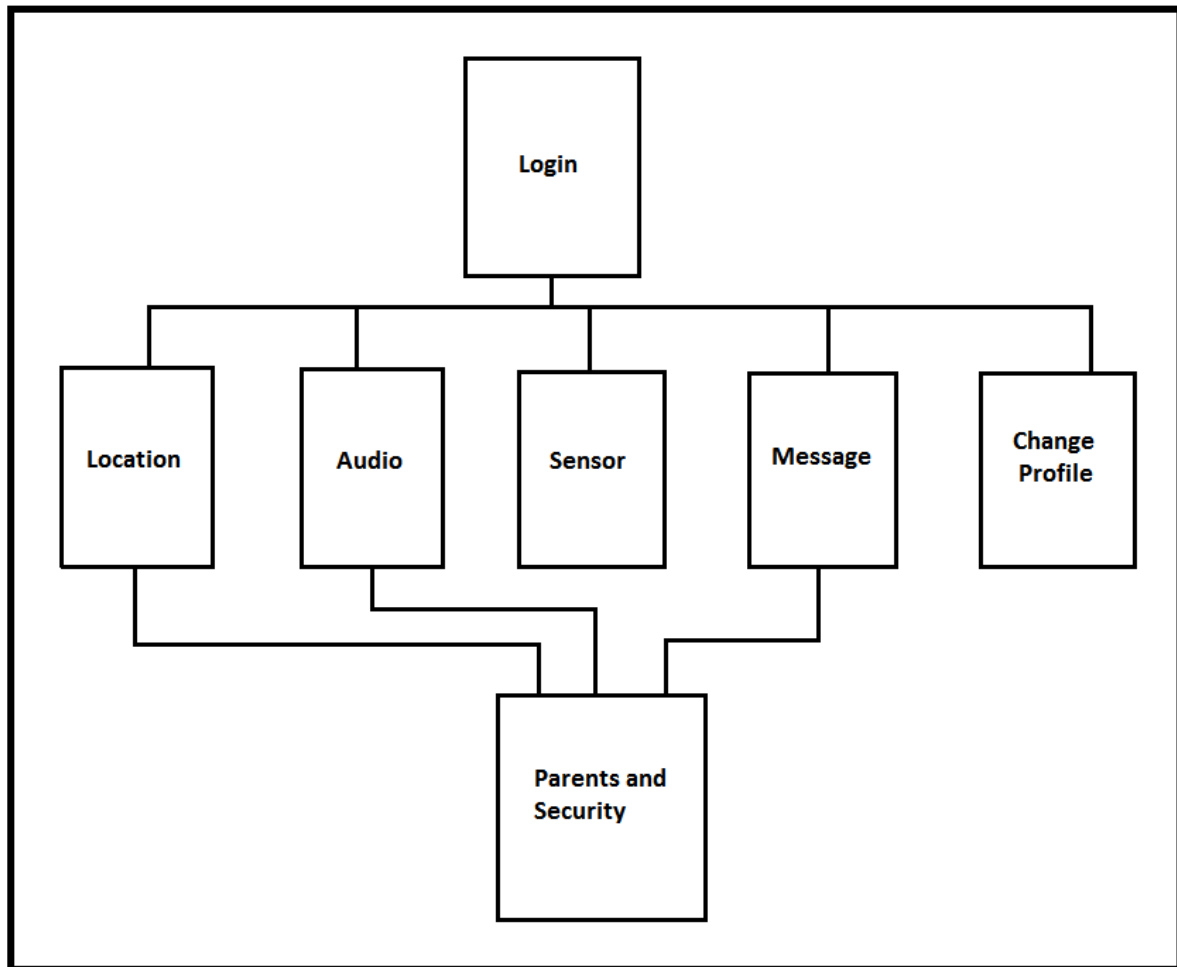 Login
Location
Audio
Sensor
Message
Change
Profile
Parents and
Security